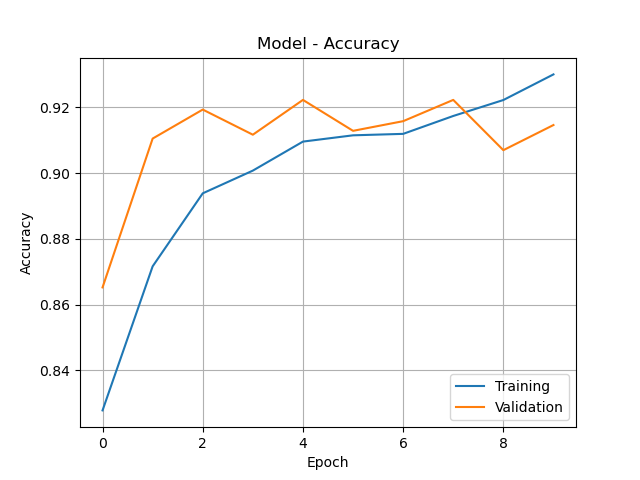 Model - Accuracy
0.92
0.90
0.88
0.86
0.84
Accuracy
0 2 4 6 8
Epoch
Training
Validation